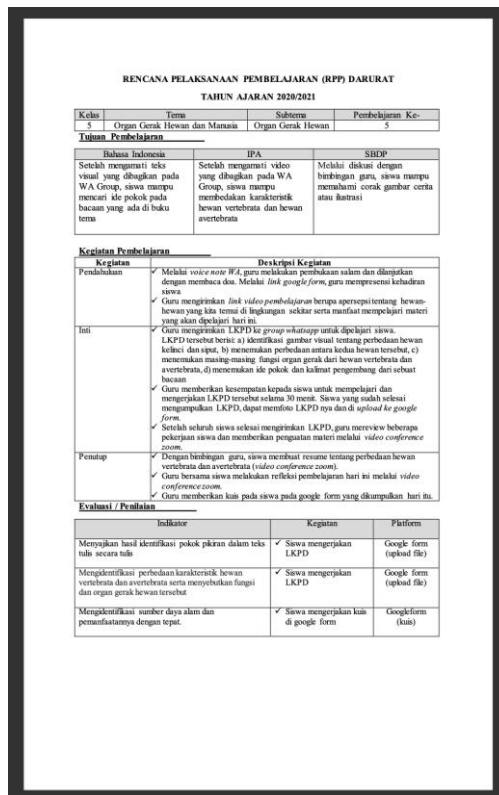 RENCANA PELAKSANAAN PEMBELAJARAN (RPP) DARURAT
TAHUN AJARAN 2020/2021
Kelas Tema Subtema Pembelajaran Ke-
5 Organ Gerak Hewan dan Manusia Organ Gerak Hewan 5
Tujuan Pembelajaran
Bahasa Indonesia
Setelah mengamati teks
visual yang dibagikan pada
WA Group, siswa mampu
mencari ide pokok pada
bacaan yang ada di buku
tema
IPA
Setelah mengamati video
yang dibagikan pada WA
Group, siswa mampu
membedakan karakteristik
hewan vertebrata dan hewan
avertebrata
SBDP
Melalui diskusi dengan
bimbingan guru, siswa mampu
memahami corak gambar cerita
atau ilustrasi
Kegiatan Pembelajaran
Kegiatan Deskripsi Kegiatan
Pendahuluan
✓ Melalui voice note WA, guru melakukan pembukaan salam dan dilanjutkan
dengan membaca doa. Melalui link google form, guru mempresensi kehadiran
siswa
✓ Guru mengirimkan link video pembelajaran berupa apersepsi tentang hewan-
hewan yang kita temui di lingkungan sekitar serta manfaat mempelajari materi
yang akan dipelajari hari ini.
Inti
✓ Guru mengirimkan LKPD ke group whatsapp untuk dipelajari siswa.
LKPD tersebut berisi: a) identifikasi gambar visual tentang perbedaan hewan
kelinci dan siput, b) menemukan perbedaan antara kedua hewan tersebut, c)
menemukan masing-masing fungsi organ gerak dari hewan vertebrata dan
avertebrata, d) menemukan ide pokok dan kalimat pengembang dari sebuat
bacaan
✓ Guru memberikan kesempatan kepada siswa untuk mempelajari dan
mengerjakan LKPD tersebut selama 30 menit. Siswa yang sudah selesai
mengumpulkan LKPD, dapat memfoto LKPD nya dan di upload ke google
form.
✓ Setelah seluruh siswa selesai mengirimkan LKPD, guru mereview beberapa
pekerjaan siswa dan memberikan penguatan materi melalui video conference
zoom.
Penutup
✓ Dengan bimbingan guru, siswa membuat resume tentang perbedaan hewan
vertebrata dan avertebrata (video conference zoom).
✓ Guru bersama siswa melakukan refleksi pembelajaran hari ini melalui video
conference zoom.
✓ Guru memberikan kuis pada siswa pada google form yang dikumpulkan hari itu.
Evaluasi / Penilaian
Indikator Kegiatan Platform
Menyajikan hasil identifikasi pokok pikiran dalam teks
tulis secara tulis
✓ Siswa mengerjakan
LKPD
Google form
(upload file)
Mengidentifikasi perbedaan karakteristik hewan
vertebrata dan avertebrata serta menyebutkan fungsi
dan organ gerak hewan tersebut
✓ Siswa mengerjakan
LKPD
Google form
(upload file)
Mengidentifikasi sumber daya alam dan
pemanfaatannya dengan tepat.
✓ Siswa mengerjakan kuis
di google form
Googleform
(kuis)